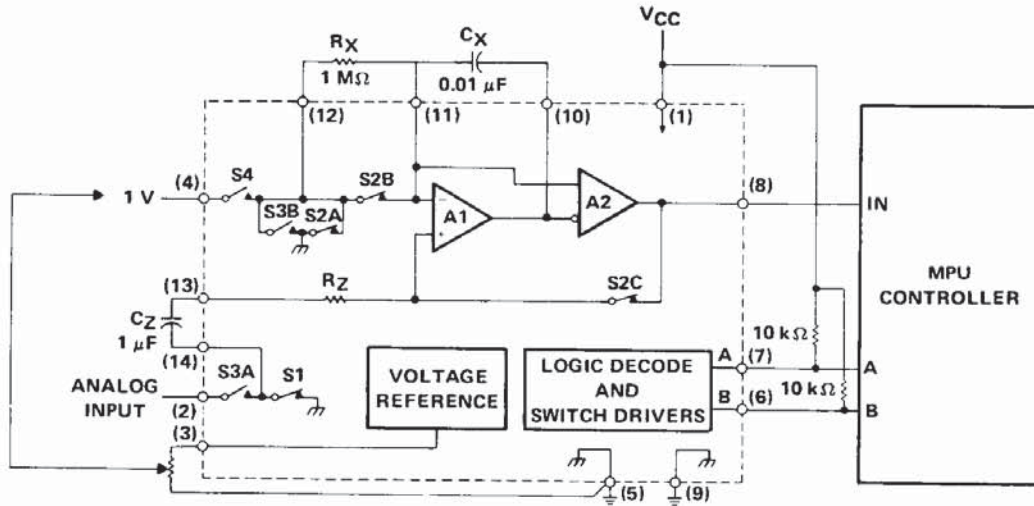 VCC
RX
1 MΩ
CX
0.01 μF
(12)
(11)
(10)
(1)
1 V
(4)
S4
S3B
S2A
S2B
A1
−
+
A2
(8)
IN
MPU
CONTROLLER
(13)
RZ
S2C
CZ
1 μF
(14)
ANALOG
INPUT
(2)
S3A
S1
VOLTAGE
REFERENCE
LOGIC DECODE
AND
SWITCH DRIVERS
A
(7)
B
(6)
10 kΩ
10 kΩ
A
B
(3)
(5)
(9)